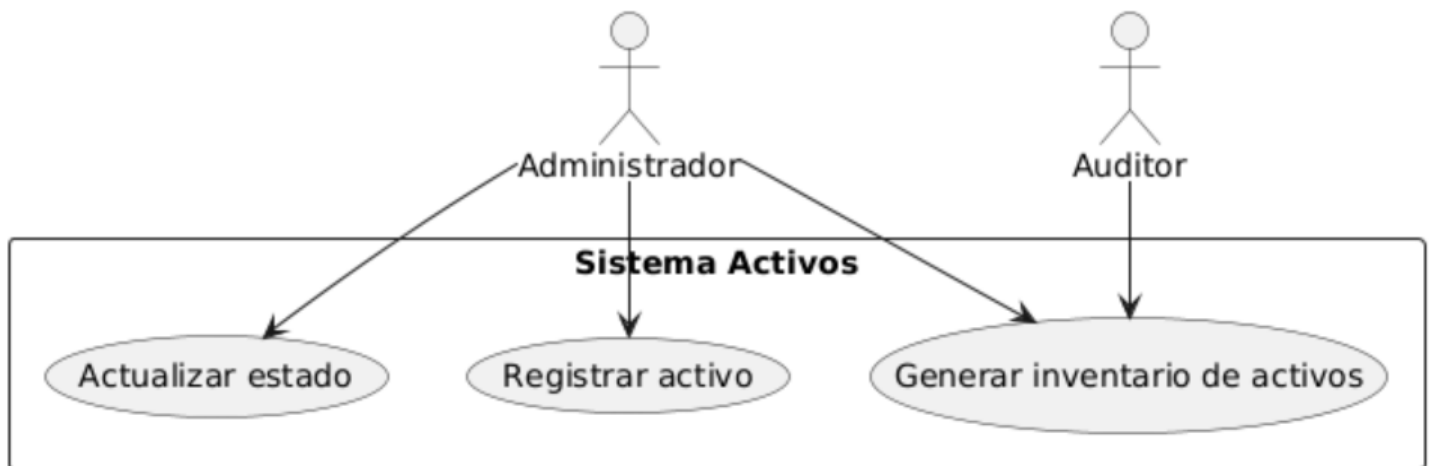 Administrador
Auditor
Sistema Activos
Actualizar estado
Registrar activo
Generar inventario de activos